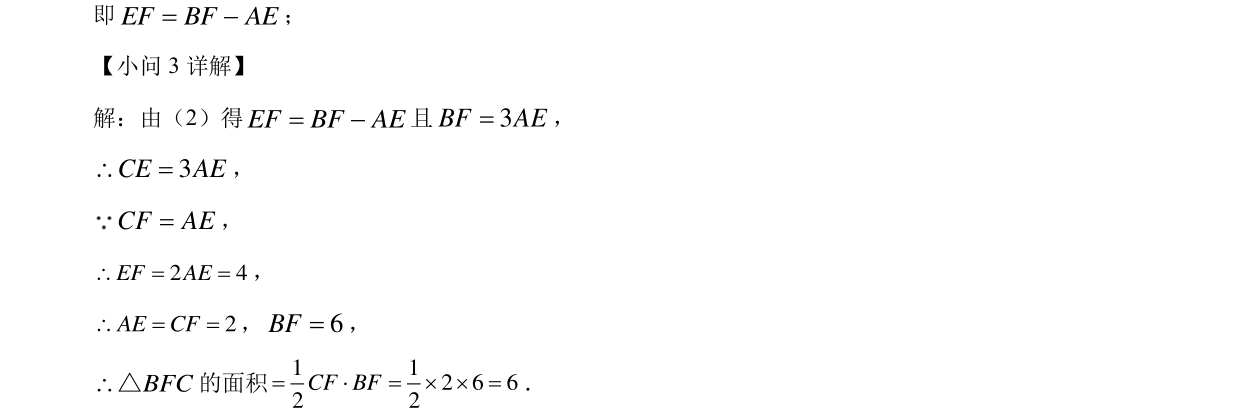 即 EF = BF − AE；
【小问 3 详解】
解：由（2）得 EF = BF − AE 且 BF = 3AE，
∴ CE = 3AE，
∵ CF = AE，
∴ EF = 2AE = 4，
∴ AE = CF = 2， BF = 6，
∴ △BFC 的面积 = 1/2 CF · BF = 1/2 × 2 × 6 = 6．